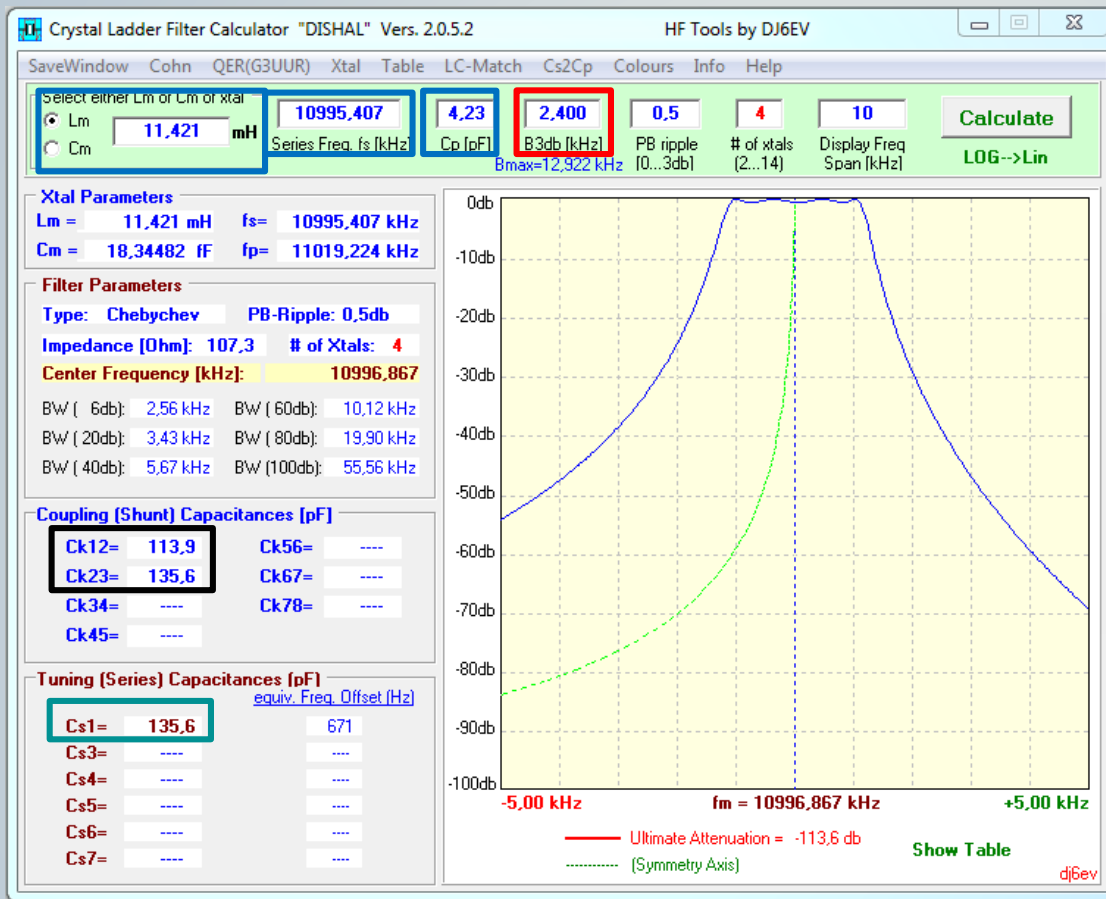 Crystal Ladder Filter Calculator "DISHAL" Vers. 2.0.5.2 HF Tools by DJ6EV
SaveWindow Cohn QER(G3UUR) Xtal Table LC-Match Cs2Cp Colours Info Help
Select either Lm or Cm of xtal
Lm
11,421 mH
Cm
10995,407
Series Freq. fs [kHz]
4,23
Cp [pF]
2,400
B3db [kHz]
Bmax=12,922 kHz
0,5
PB ripple
[0...3db]
4
# of xtals
(2...14)
10
Display Freq
Span [kHz]
Calculate
LOG-->Lin
Xtal Parameters
Lm = 11,421 mH fs= 10995,407 kHz
Cm = 18,34482 fF fp= 11019,224 kHz
Filter Parameters
Type: Chebychev PB-Ripple: 0,5db
Impedance [Ohm]: 107,3 # of Xtals: 4
Center Frequency [kHz]: 10996,867
BW ( 6db): 2,56 kHz BW ( 60db): 10,12 kHz
BW ( 20db): 3,43 kHz BW ( 80db): 19,90 kHz
BW ( 40db): 5,67 kHz BW (100db): 55,56 kHz
Coupling (Shunt) Capacitances [pF]
Ck12= 113,9 Ck56= ----
Ck23= 135,6 Ck67= ----
Ck34= ---- Ck78= ----
Ck45= ----
Tuning (Series) Capacitances [pF]
equiv. Freq. Offset (Hz)
Cs1= 135,6 671
Cs3= ---- ----
Cs4= ---- ----
Cs5= ---- ----
Cs6= ---- ----
Cs7= ---- ----
0db
-10db
-20db
-30db
-40db
-50db
-60db
-70db
-80db
-90db
-100db
-5,00 kHz fm = 10996,867 kHz +5,00 kHz
Ultimate Attenuation = -113,6 db
(Symmetry Axis)
Show Table
dj6ev